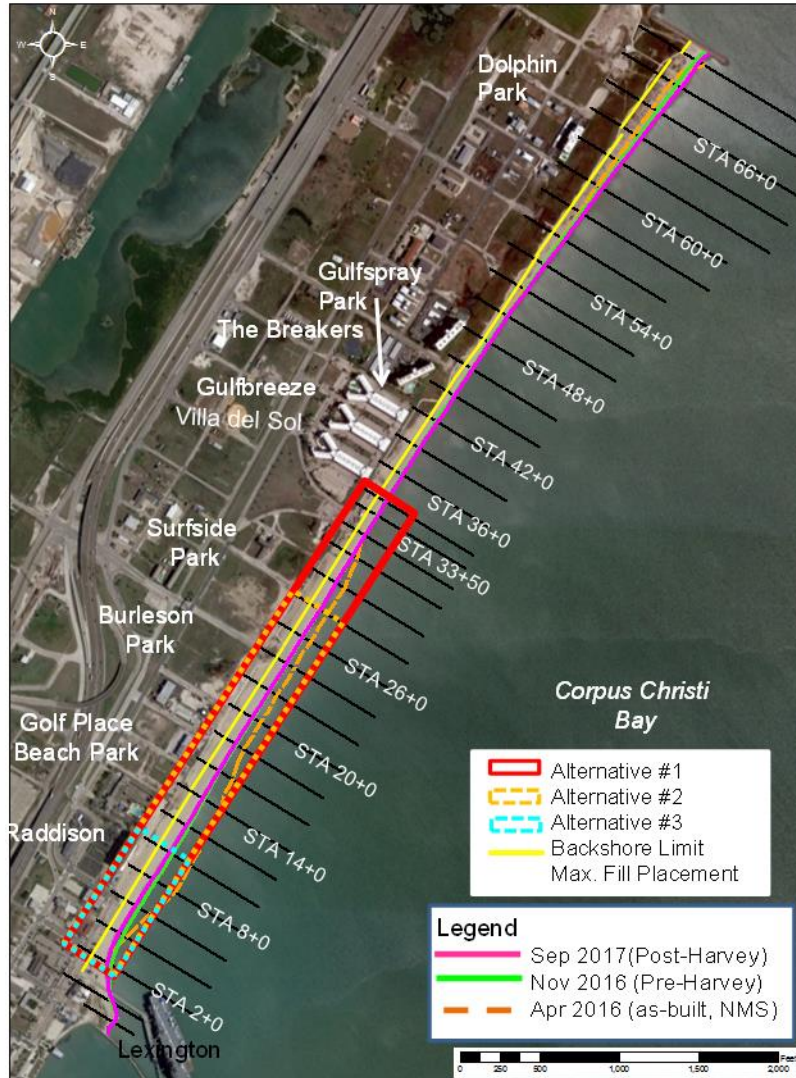 N
W E
S
Dolphin
Park
STA 66+0
STA 60+0
Gulfspray
Park
STA 54+0
The Breakers
STA 48+0
Gulfbreeze
Villa del Sol
STA 42+0
STA 36+0
Surfside
Park
STA 33+50
Burleson
Park
STA 26+0
Corpus Christi
Bay
Golf Place
Beach Park
STA 20+0
Raddison
STA 14+0
STA 8+0
STA 2+0
Lexington
Alternative #1
Alternative #2
Alternative #3
Backshore Limit
Max. Fill Placement
Legend
Sep 2017(Post-Harvey)
Nov 2016 (Pre-Harvey)
Apr 2016 (as-built, NMS)
Feet
0 250 500 1,000 1,500 2,000